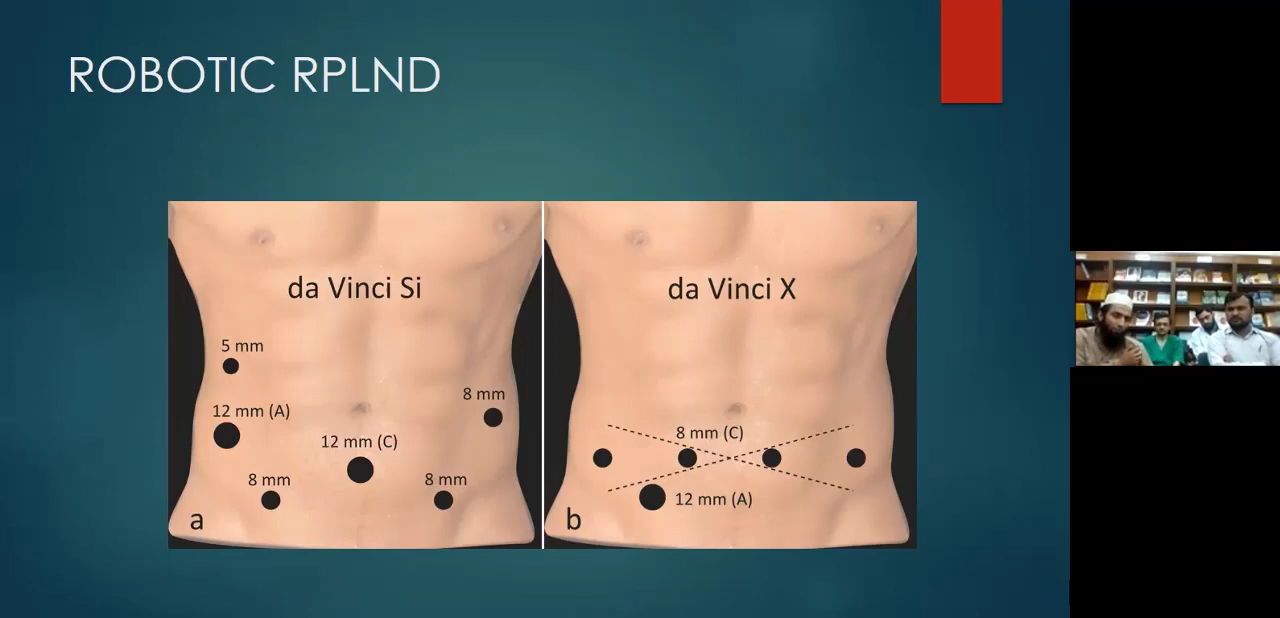 ROBOTIC RPLND
da Vinci Si
5 mm
8 mm
12 mm (A)
12 mm (C)
8 mm
8 mm
a
da Vinci X
8 mm (C)
12 mm (A)
b